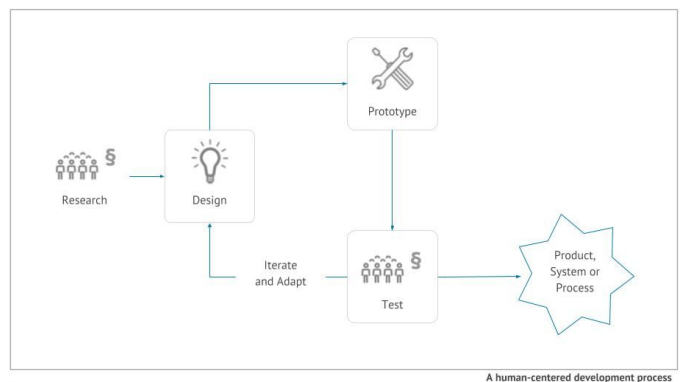 Prototype
§
Research
Design
Iterate
and Adapt
§
Test
Product,
System or
Process
A human-centered development process